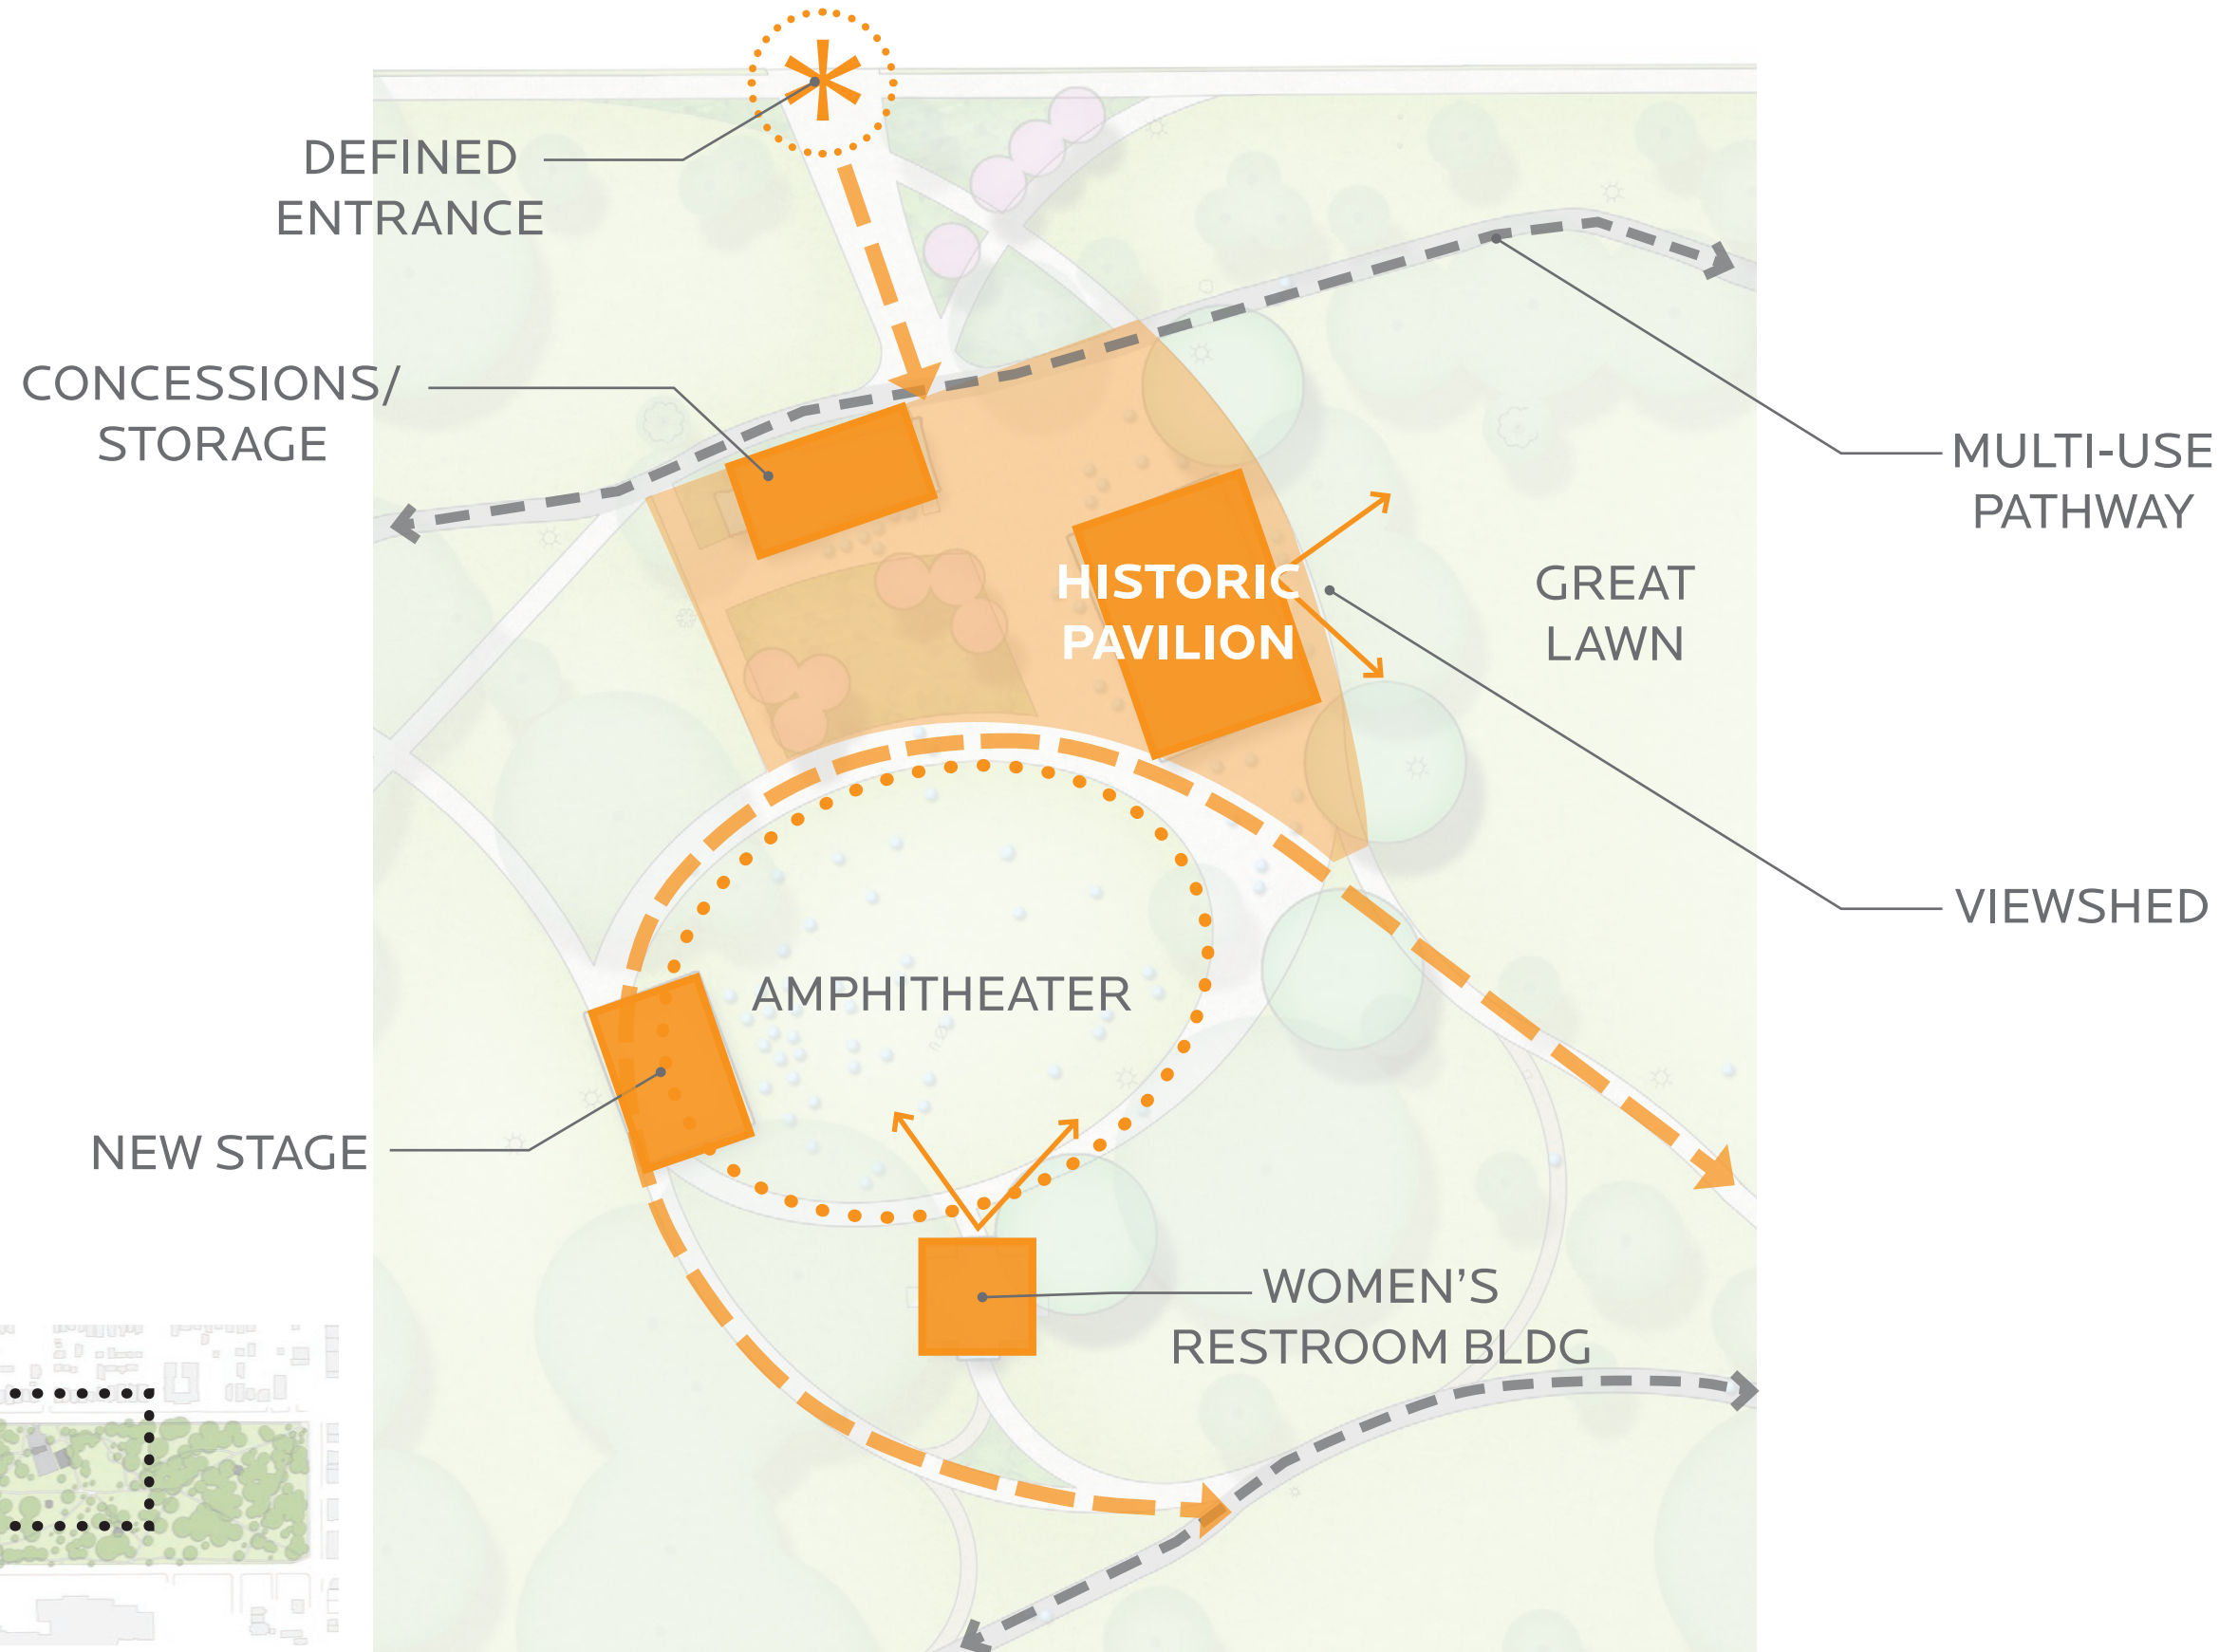 DEFINED
ENTRANCE
CONCESSIONS/
STORAGE
MULTI-USE
PATHWAY
HISTORIC
PAVILION
GREAT
LAWN
VIEWSHED
AMPHITHEATER
NEW STAGE
WOMEN’S
RESTROOM BLDG